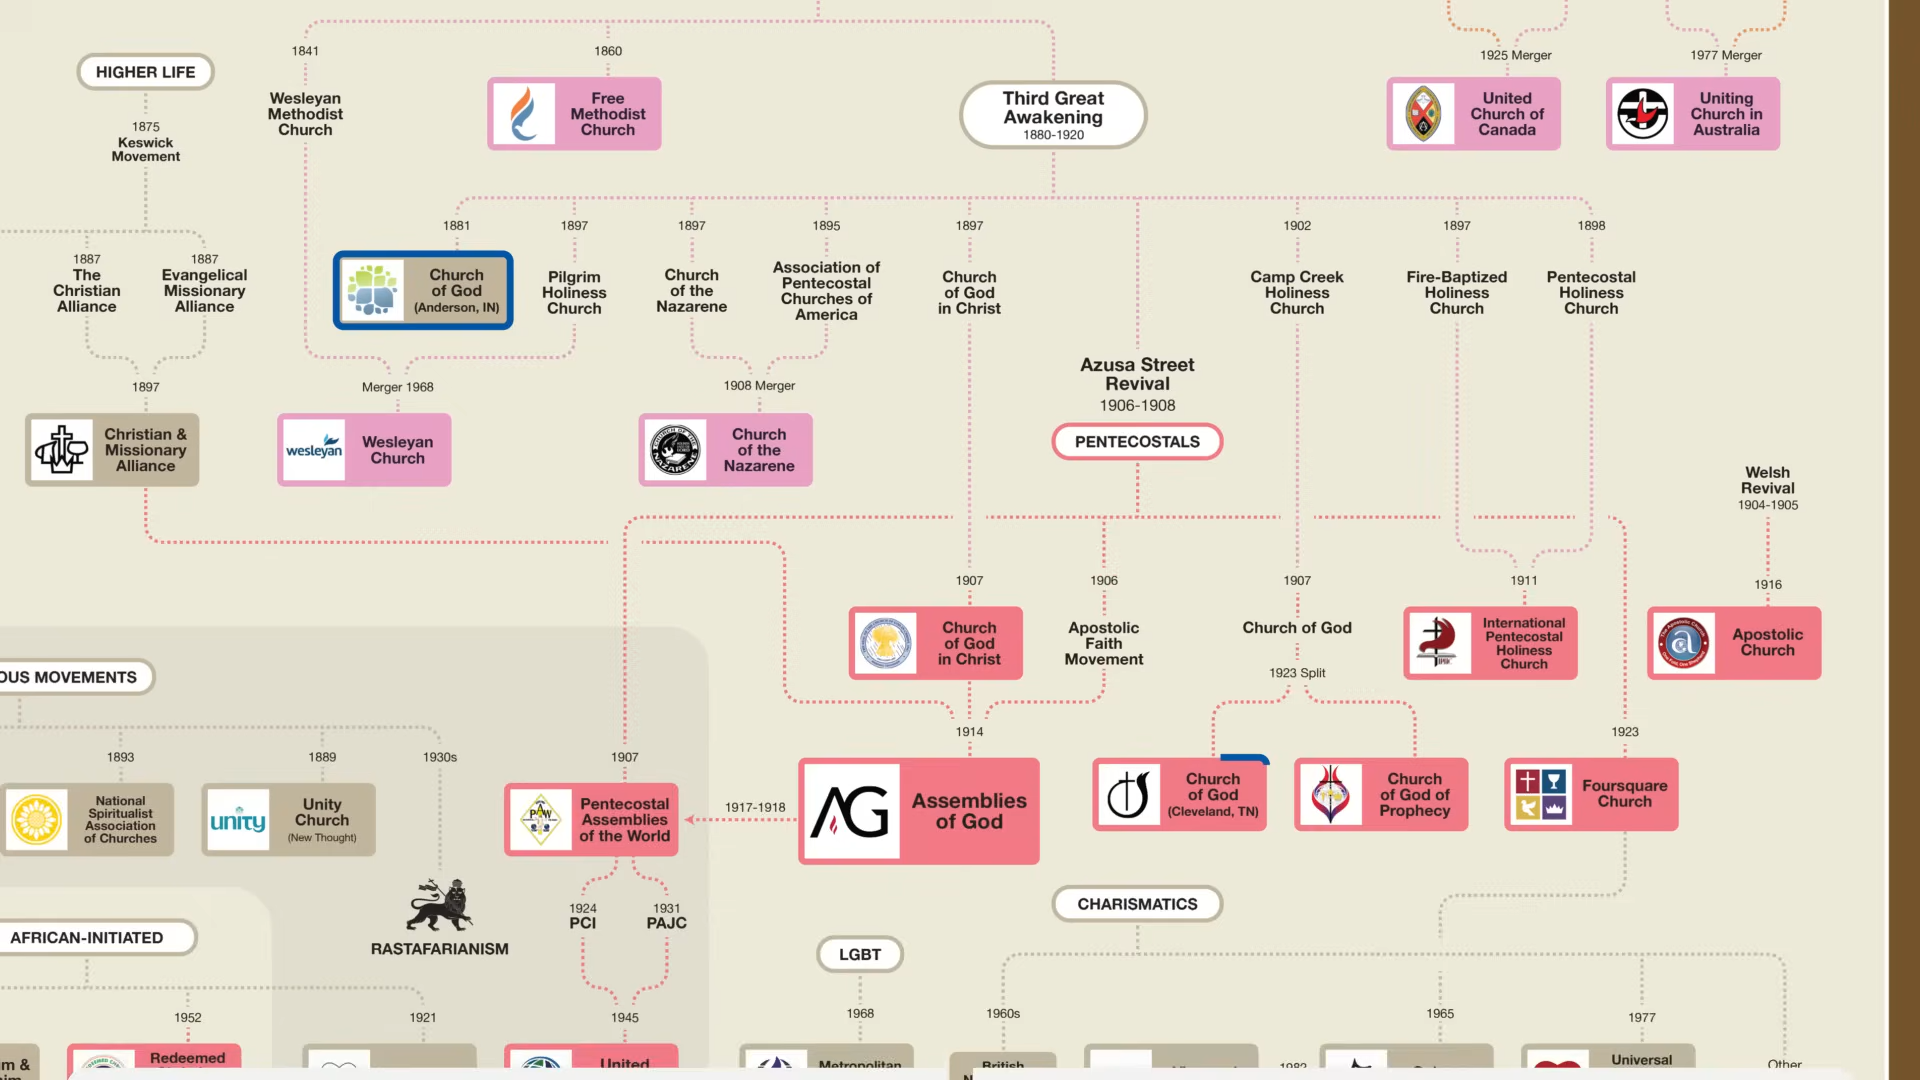 1841
1860
HIGHER LIFE
Third Great
Awakening
1880-1920
1925 Merger
1977 Merger
Wesleyan
Methodist
Church
Free
Methodist
Church
United
Church of
Canada
Uniting
Church in
Australia
1875
Keswick
Movement
1881
1897
1897
1895
1897
1902
1897
1898
1887
The
Christian
Alliance
1887
Evangelical
Missionary
Alliance
Church
of God
(Anderson, IN)
Pilgrim
Holiness
Church
Church
of the
Nazarene
Association of
Pentecostal
Churches of
America
Church
of God
in Christ
Camp Creek
Holiness
Church
Fire-Baptized
Holiness
Church
Pentecostal
Holiness
Church
1897
Merger 1968
1908 Merger
Azusa Street
Revival
1906-1908
PENTECOSTALS
Christian &
Missionary
Alliance
wesleyan
Wesleyan
Church
Church
of the
Nazarene
Welsh
Revival
1904-1905
1907
1906
1907
1911
1916
Church
of God
in Christ
Apostolic
Faith
Movement
Church of God
1923 Split
International
Pentecostal
Holiness
Church
Apostolic
Church
OUS MOVEMENTS
1914
1923
1893
1889
1930s
1907
National
Spiritualist
Association
of Churches
unity
Unity
Church
(New Thought)
Pentecostal
Assemblies
of the World
1917-1918
AG
Assemblies
of God
Church
of God
(Cleveland, TN)
Church
of God of
Prophecy
Foursquare
Church
RASTAFARIANISM
1924
PCI
1931
PAJC
CHARISMATICS
AFRICAN-INITIATED
LGBT
1952
1921
1945
1968
1960s
1965
1977
m &
Redeemed
United
Metropolitan
British
1982
Universal
Other